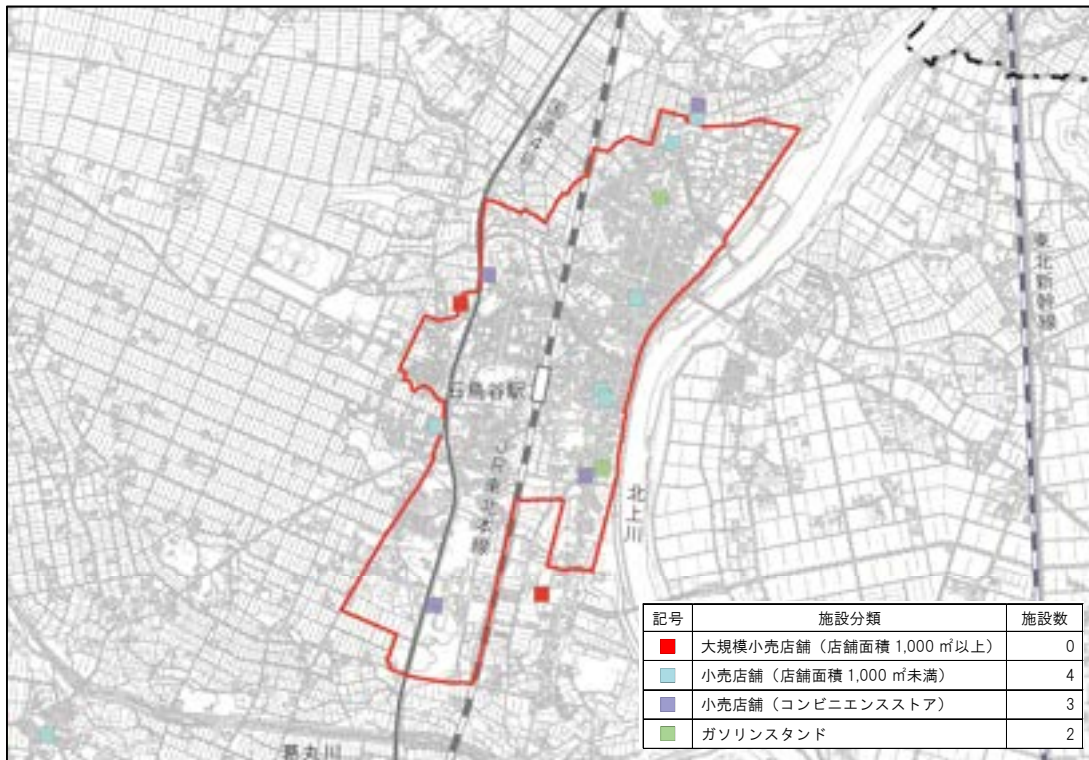 国道4号
東北新幹線
石鳥谷駅
JR東北本線
北上川
葛丸川
記号 施設分類 施設数
大規模小売店舗（店舗面積 1,000 ㎡以上） 0
小売店舗（店舗面積 1,000 ㎡未満） 4
小売店舗（コンビニエンスストア） 3
ガソリンスタンド 2